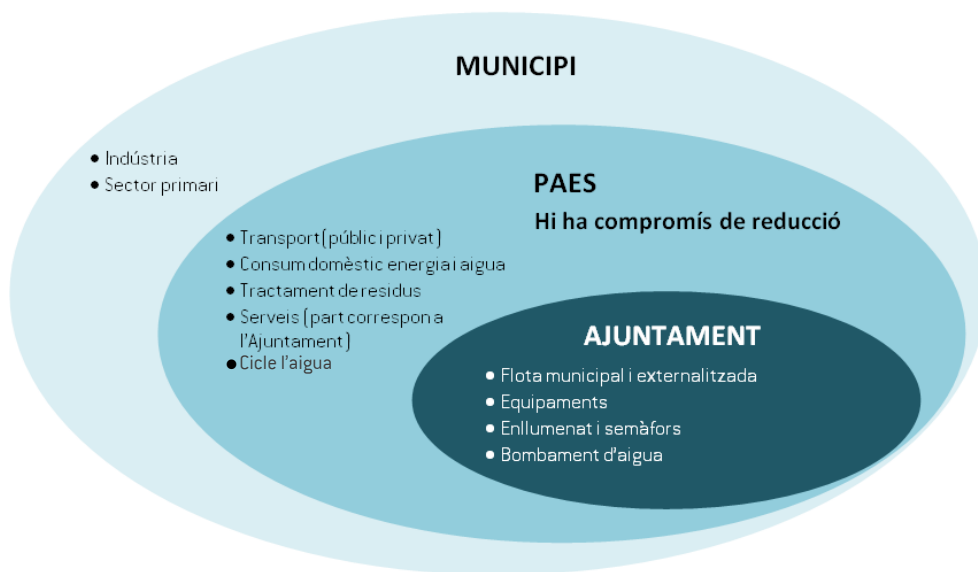 MUNICIPI
• Indústria
• Sector primari
PAES
Hi ha compromís de reducció
• Transport (públic i privat)
• Consum domèstic energia i aigua
• Tractament de residus
• Serveis (part correspon a
l'Ajuntament)
• Cicle l'aigua
AJUNTAMENT
• Flota municipal i externalitzada
• Equipaments
• Enllumenat i semàfors
• Bombament d'aigua